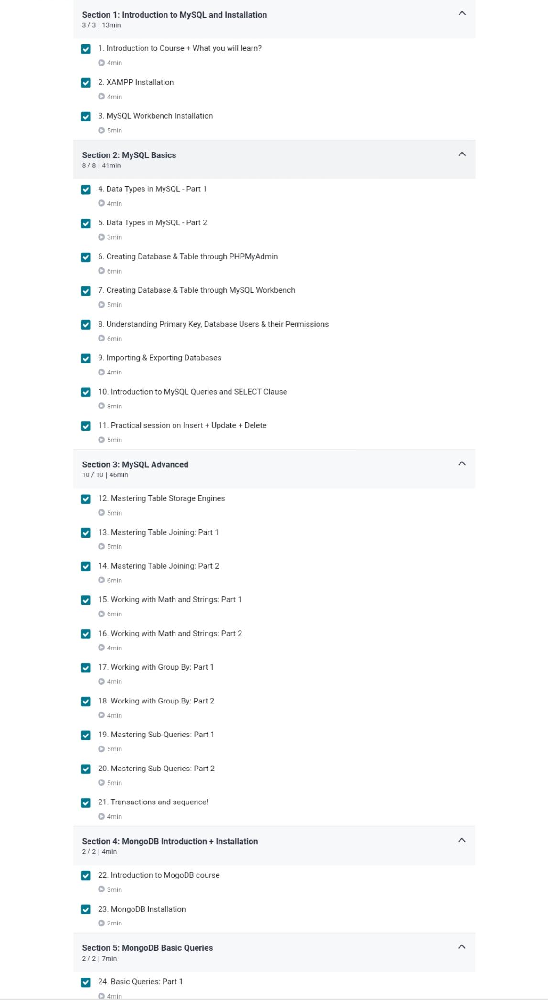 Section 1: Introduction to MySQL and Installation
3 / 3 | 13min
1. Introduction to Course + What you will learn?
4min
2. XAMPP Installation
4min
3. MySQL Workbench Installation
5min
Section 2: MySQL Basics
8 / 8 | 41min
4. Data Types in MySQL - Part 1
4min
5. Data Types in MySQL - Part 2
3min
6. Creating Database & Table through PHPMyAdmin
6min
7. Creating Database & Table through MySQL Workbench
5min
8. Understanding Primary Key, Database Users & their Permissions
6min
9. Importing & Exporting Databases
4min
10. Introduction to MySQL Queries and SELECT Clause
8min
11. Practical session on Insert + Update + Delete
5min
Section 3: MySQL Advanced
10 / 10 | 46min
12. Mastering Table Storage Engines
5min
13. Mastering Table Joining: Part 1
5min
14. Mastering Table Joining: Part 2
6min
15. Working with Math and Strings: Part 1
6min
16. Working with Math and Strings: Part 2
4min
17. Working with Group By: Part 1
4min
18. Working with Group By: Part 2
4min
19. Mastering Sub-Queries: Part 1
5min
20. Mastering Sub-Queries: Part 2
5min
21. Transactions and sequence!
4min
Section 4: MongoDB Introduction + Installation
2 / 2 | 4min
22. Introduction to MogoDB course
3min
23. MongoDB Installation
2min
Section 5: MongoDB Basic Queries
2 / 2 | 7min
24. Basic Queries: Part 1
4min